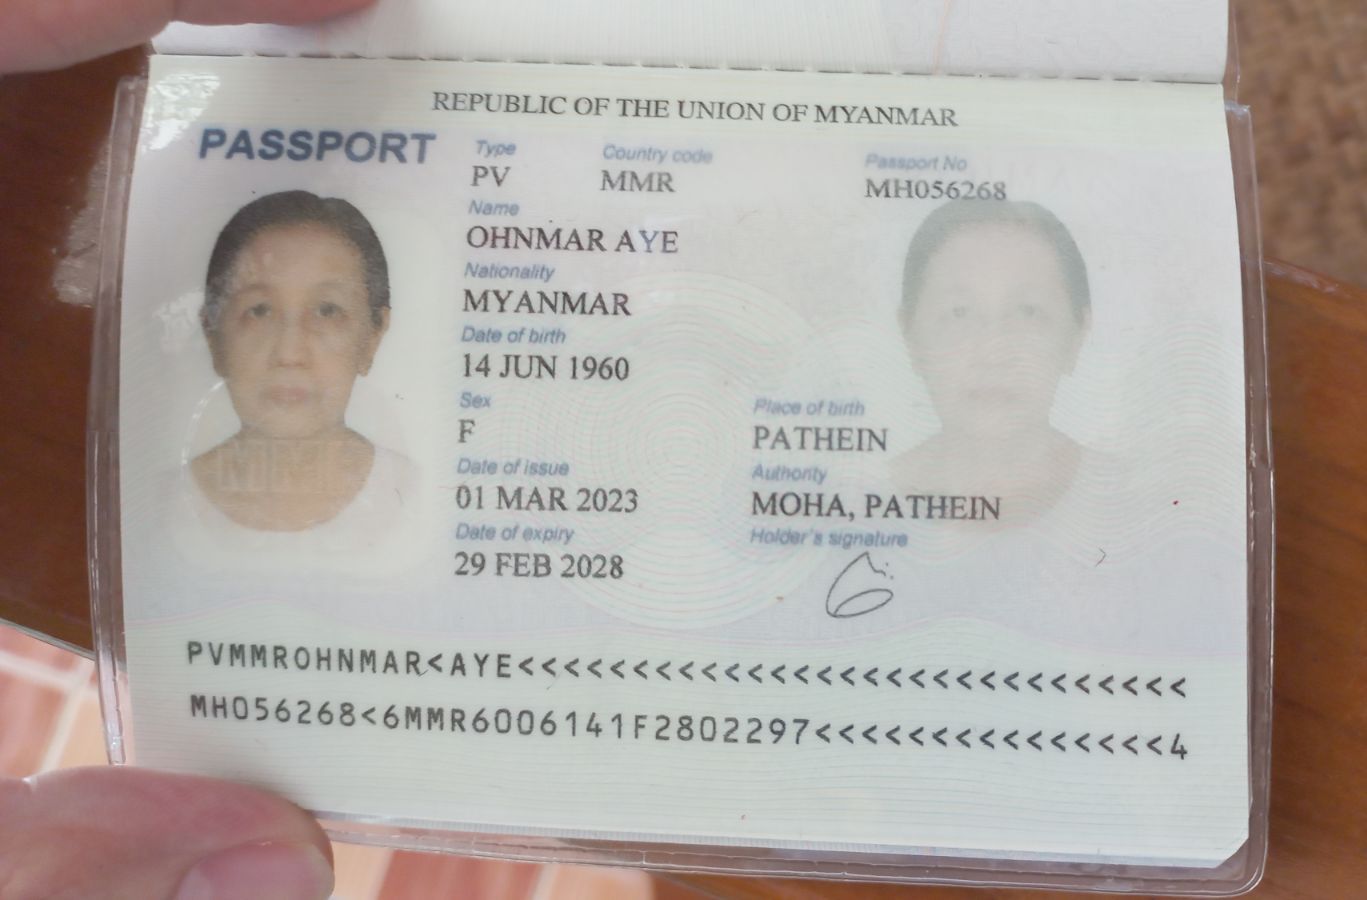 REPUBLIC OF THE UNION OF MYANMAR
PASSPORT
Type Country code Passport No
PV MMR MH056268
Name
OHNMAR AYE
Nationality
MYANMAR
Date of birth
14 JUN 1960
Sex Place of birth
F PATHEIN
Date of issue Authority
01 MAR 2023 MOHA, PATHEIN
Date of expiry Holder's signature
29 FEB 2028
PVMMROHNMAR<AYE<<<<<<<<<<<<<<<<<<<<<<<<<<<<<
MH056268<6MMR6006141F2802297<<<<<<<<<<<<<<<4